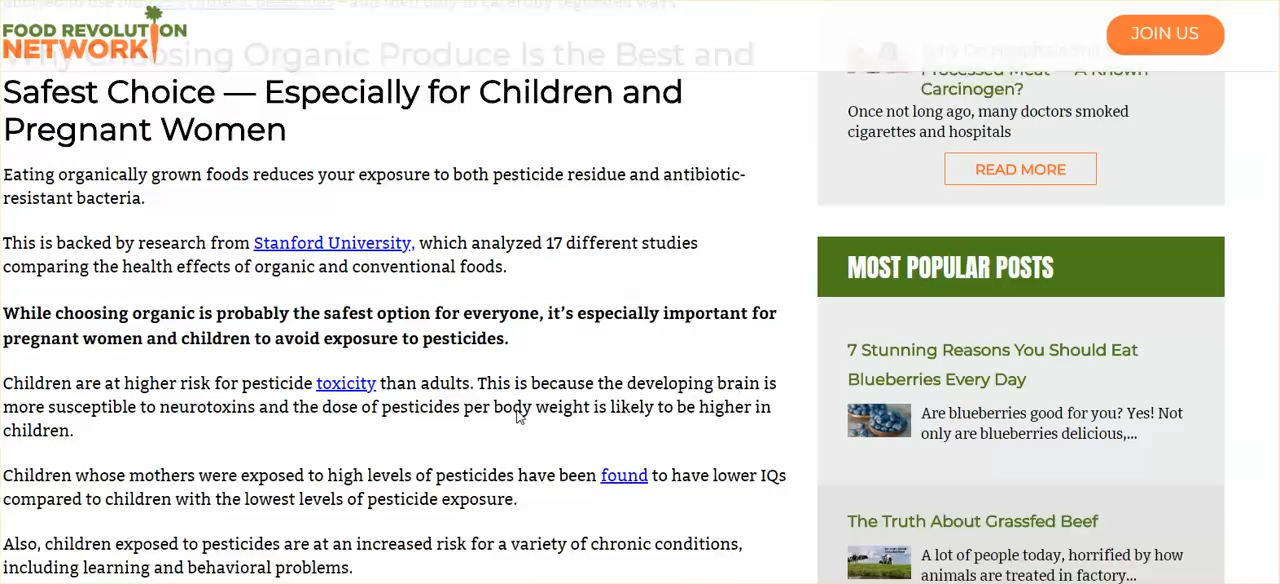 FOOD REVOLUTION
NETWORK
JOIN US
Why Choosing Organic Produce Is the Best and
Safest Choice — Especially for Children and
Pregnant Women
Eating organically grown foods reduces your exposure to both pesticide residue and antibiotic-
resistant bacteria.
This is backed by research from Stanford University, which analyzed 17 different studies
comparing the health effects of organic and conventional foods.
While choosing organic is probably the safest option for everyone, it’s especially important for
pregnant women and children to avoid exposure to pesticides.
Children are at higher risk for pesticide toxicity than adults. This is because the developing brain is
more susceptible to neurotoxins and the dose of pesticides per body weight is likely to be higher in
children.
Children whose mothers were exposed to high levels of pesticides have been found to have lower IQs
compared to children with the lowest levels of pesticide exposure.
Also, children exposed to pesticides are at an increased risk for a variety of chronic conditions,
including learning and behavioral problems.
Processed Meat — A Known
Carcinogen?
Once not long ago, many doctors smoked
cigarettes and hospitals
READ MORE
MOST POPULAR POSTS
7 Stunning Reasons You Should Eat
Blueberries Every Day
Are blueberries good for you? Yes! Not
only are blueberries delicious,...
The Truth About Grassfed Beef
A lot of people today, horrified by how
animals are treated in factory...